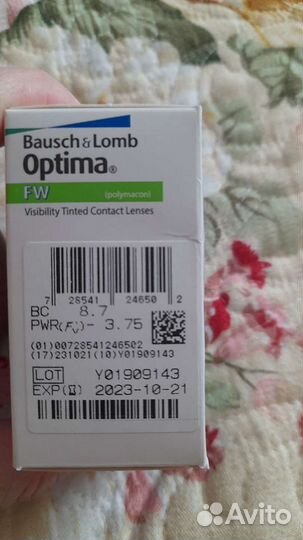 Bausch & Lomb
Optima®
FW (polymacon)
Visibility Tinted Contact Lenses
7 28541 24650 2
BC 8.7
PWR(Fv) - 3.75
(01)00728541246502
(17)231021(10)Y01909143
LOT Y01909143
EXP 2023-10-21
Avito